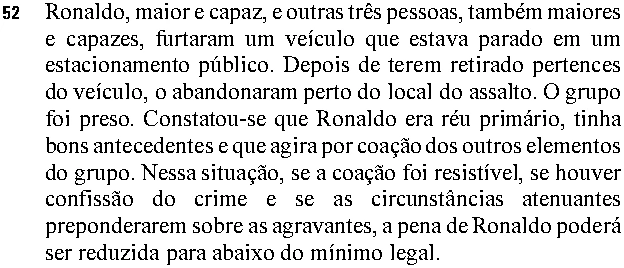 52 Ronaldo, maior e capaz, e outras três pessoas, também maiores
e capazes, furtaram um veículo que estava parado em um
estacionamento público. Depois de terem retirado pertences
do veículo, o abandonaram perto do local do assalto. O grupo
foi preso. Constatou-se que Ronaldo era réu primário, tinha
bons antecedentes e que agira por coação dos outros elementos
do grupo. Nessa situação, se a coação foi resistível, se houver
confissão do crime e se as circunstâncias atenuantes
preponderarem sobre as agravantes, a pena de Ronaldo poderá
ser reduzida para abaixo do mínimo legal.